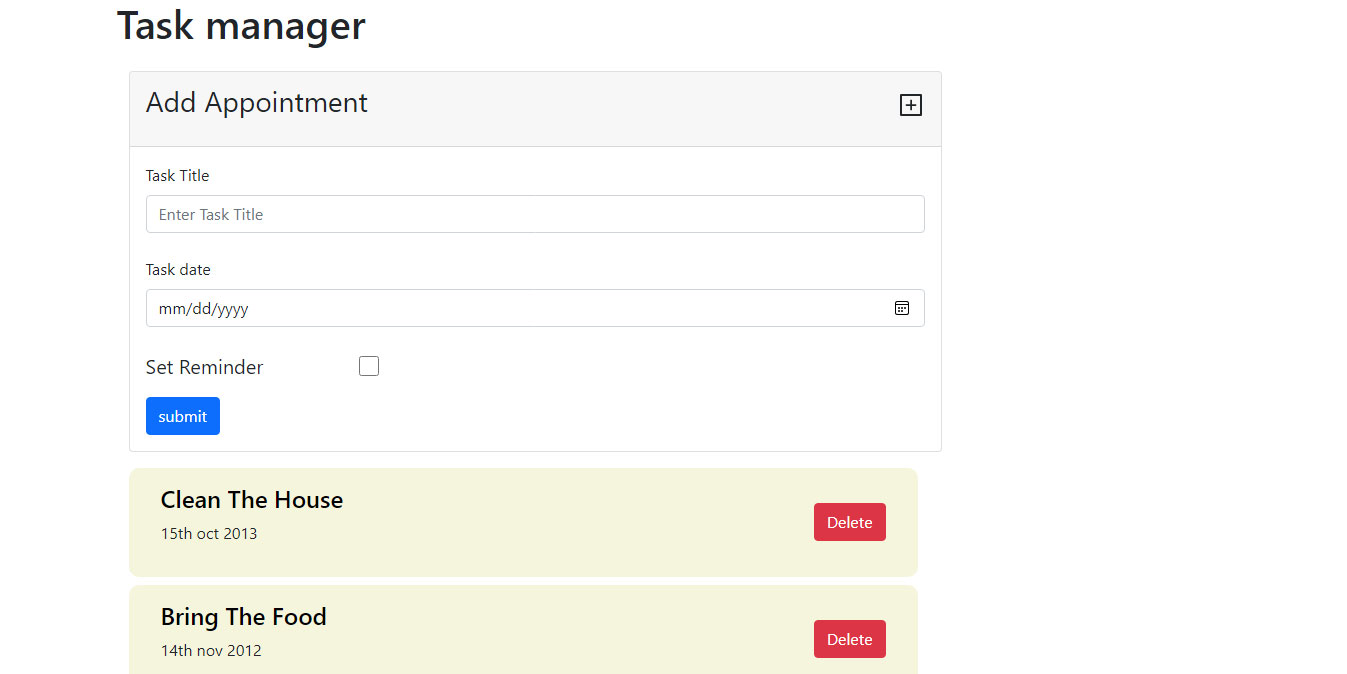 Task manager
Add Appointment
Task Title
Enter Task Title
Task date
mm/dd/yyyy
Set Reminder
submit
Clean The House
15th oct 2013
Delete
Bring The Food
14th nov 2012
Delete